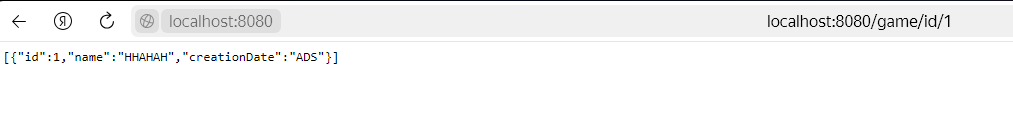 Я localhost:8080 localhost:8080/game/id/1
[{"id":1,"name":"HHAHAH","creationDate":"ADS"}]